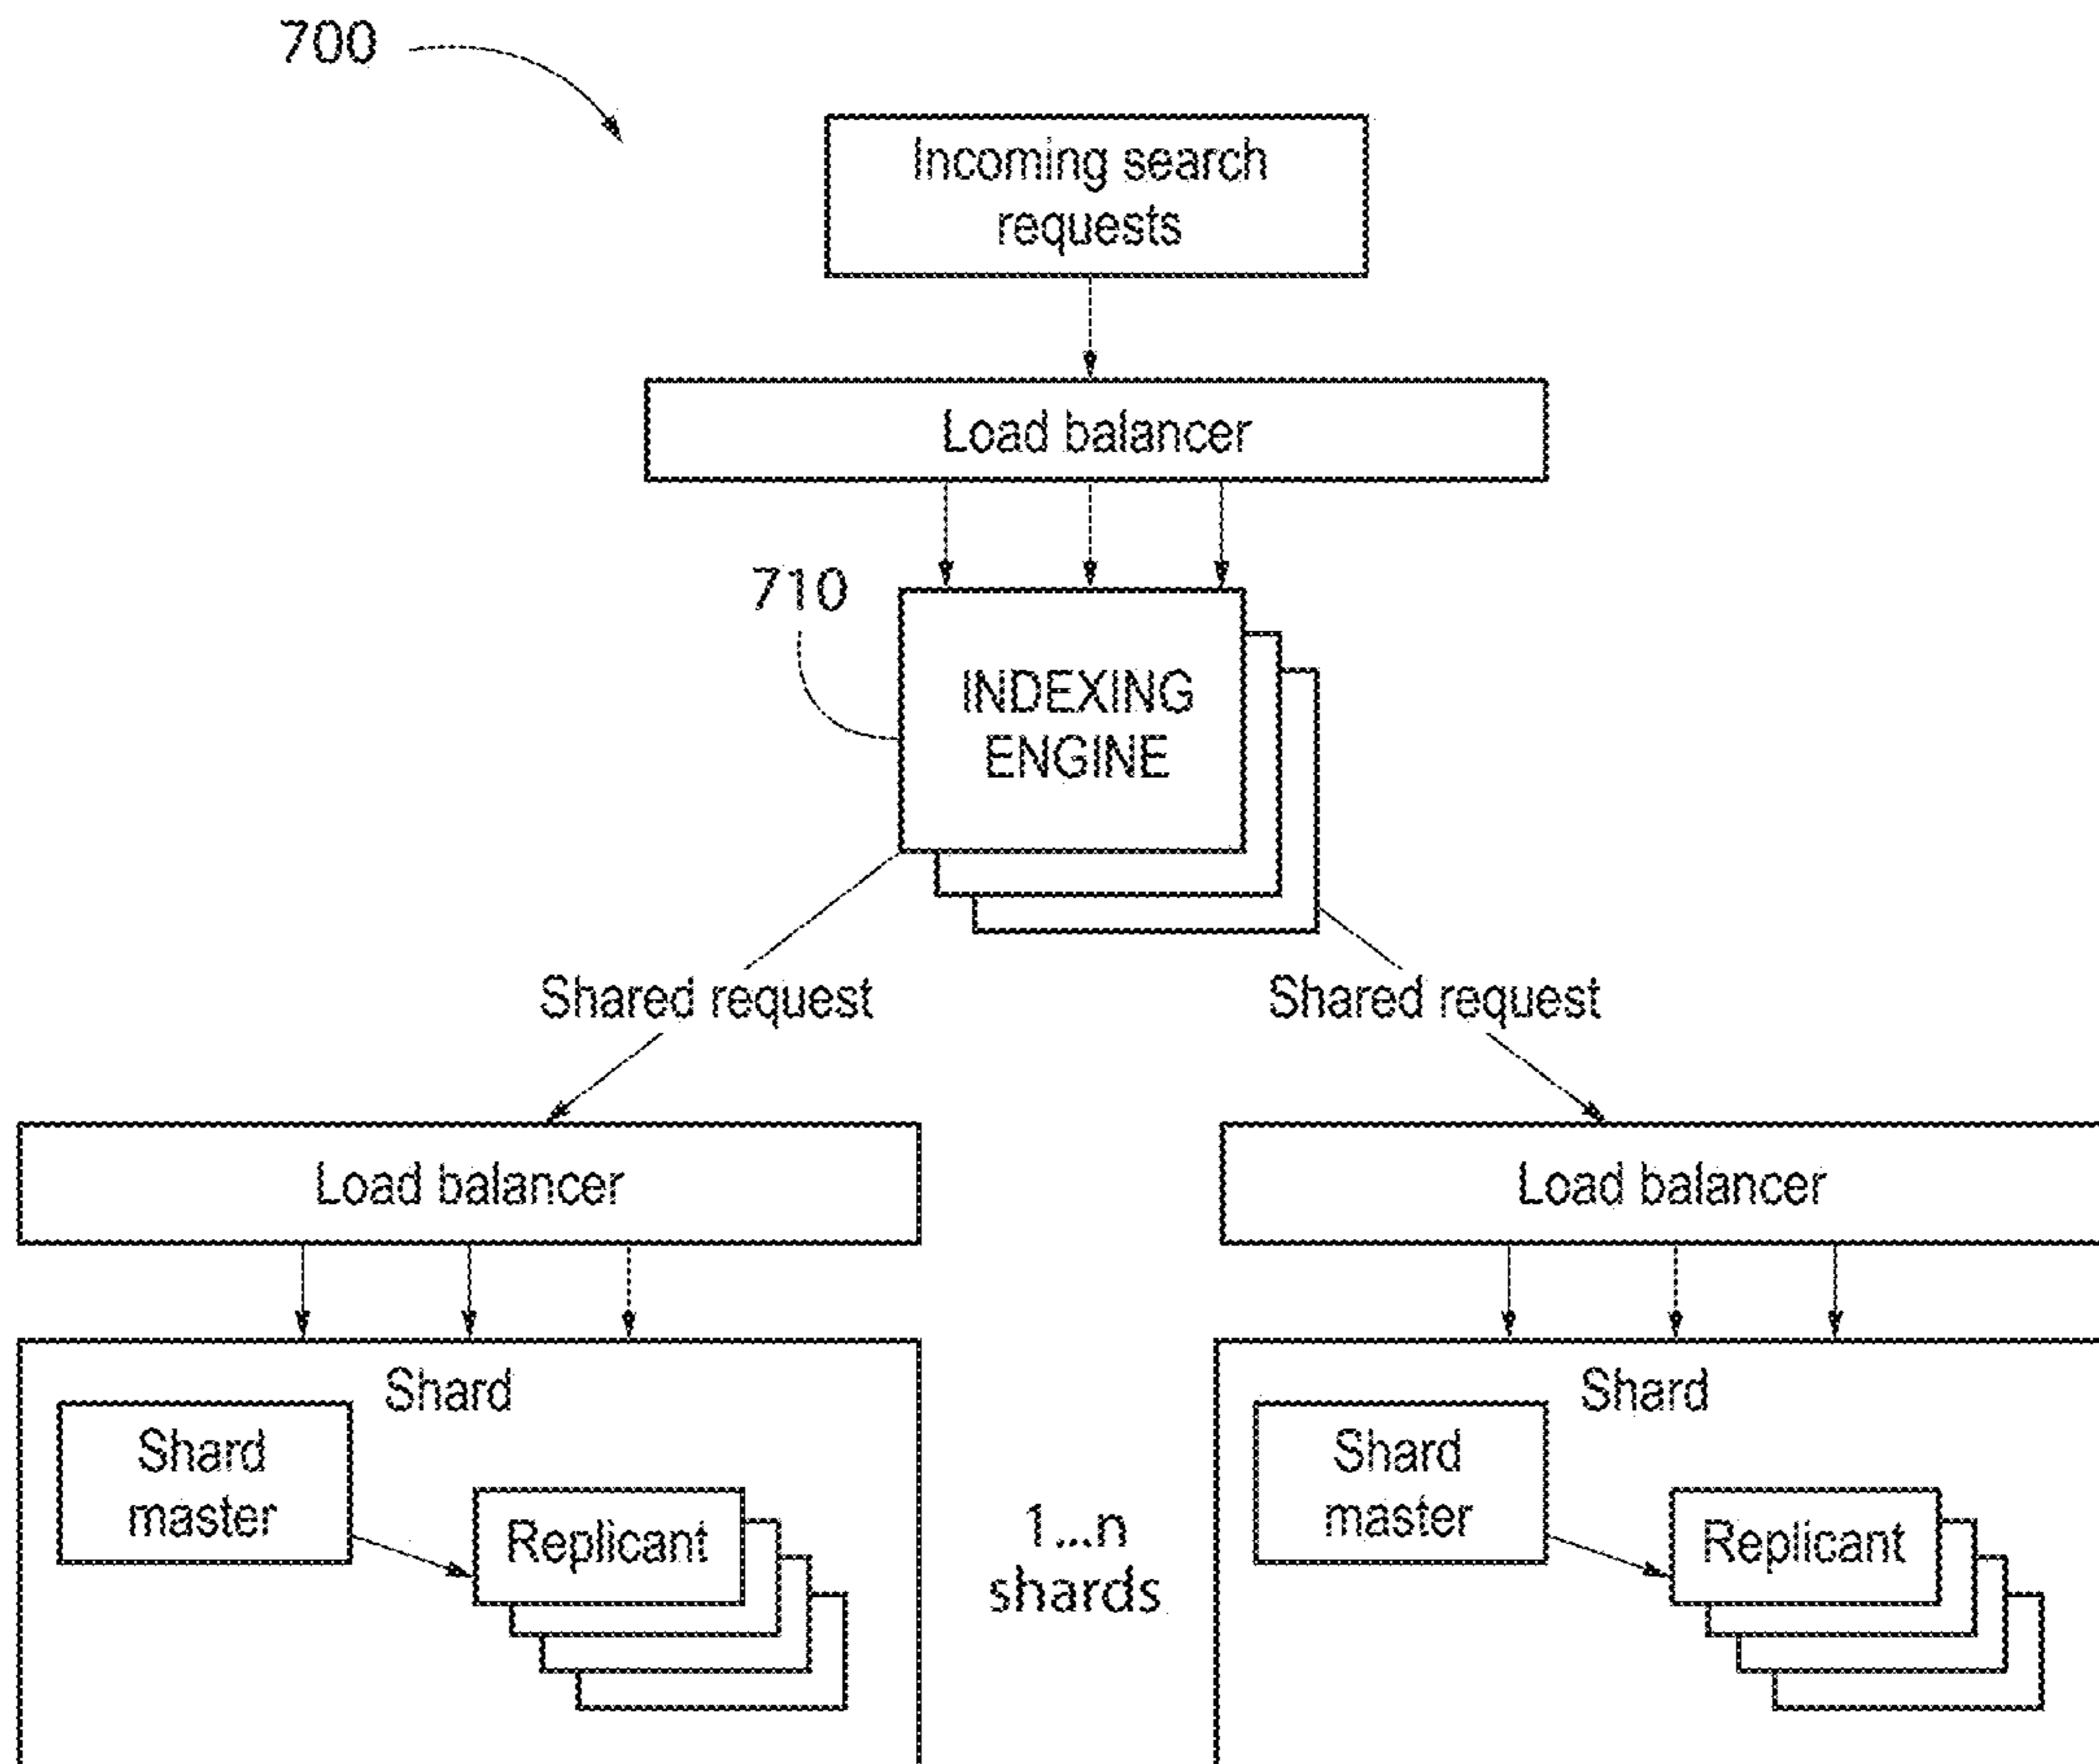 700
Incoming search
requests
Load balancer
710
INDEXING
ENGINE
Shared request
Shared request
Load balancer
Load balancer
Shard
Shard
master
Replicant
1...n
shards
Shard
Shard
master
Replicant